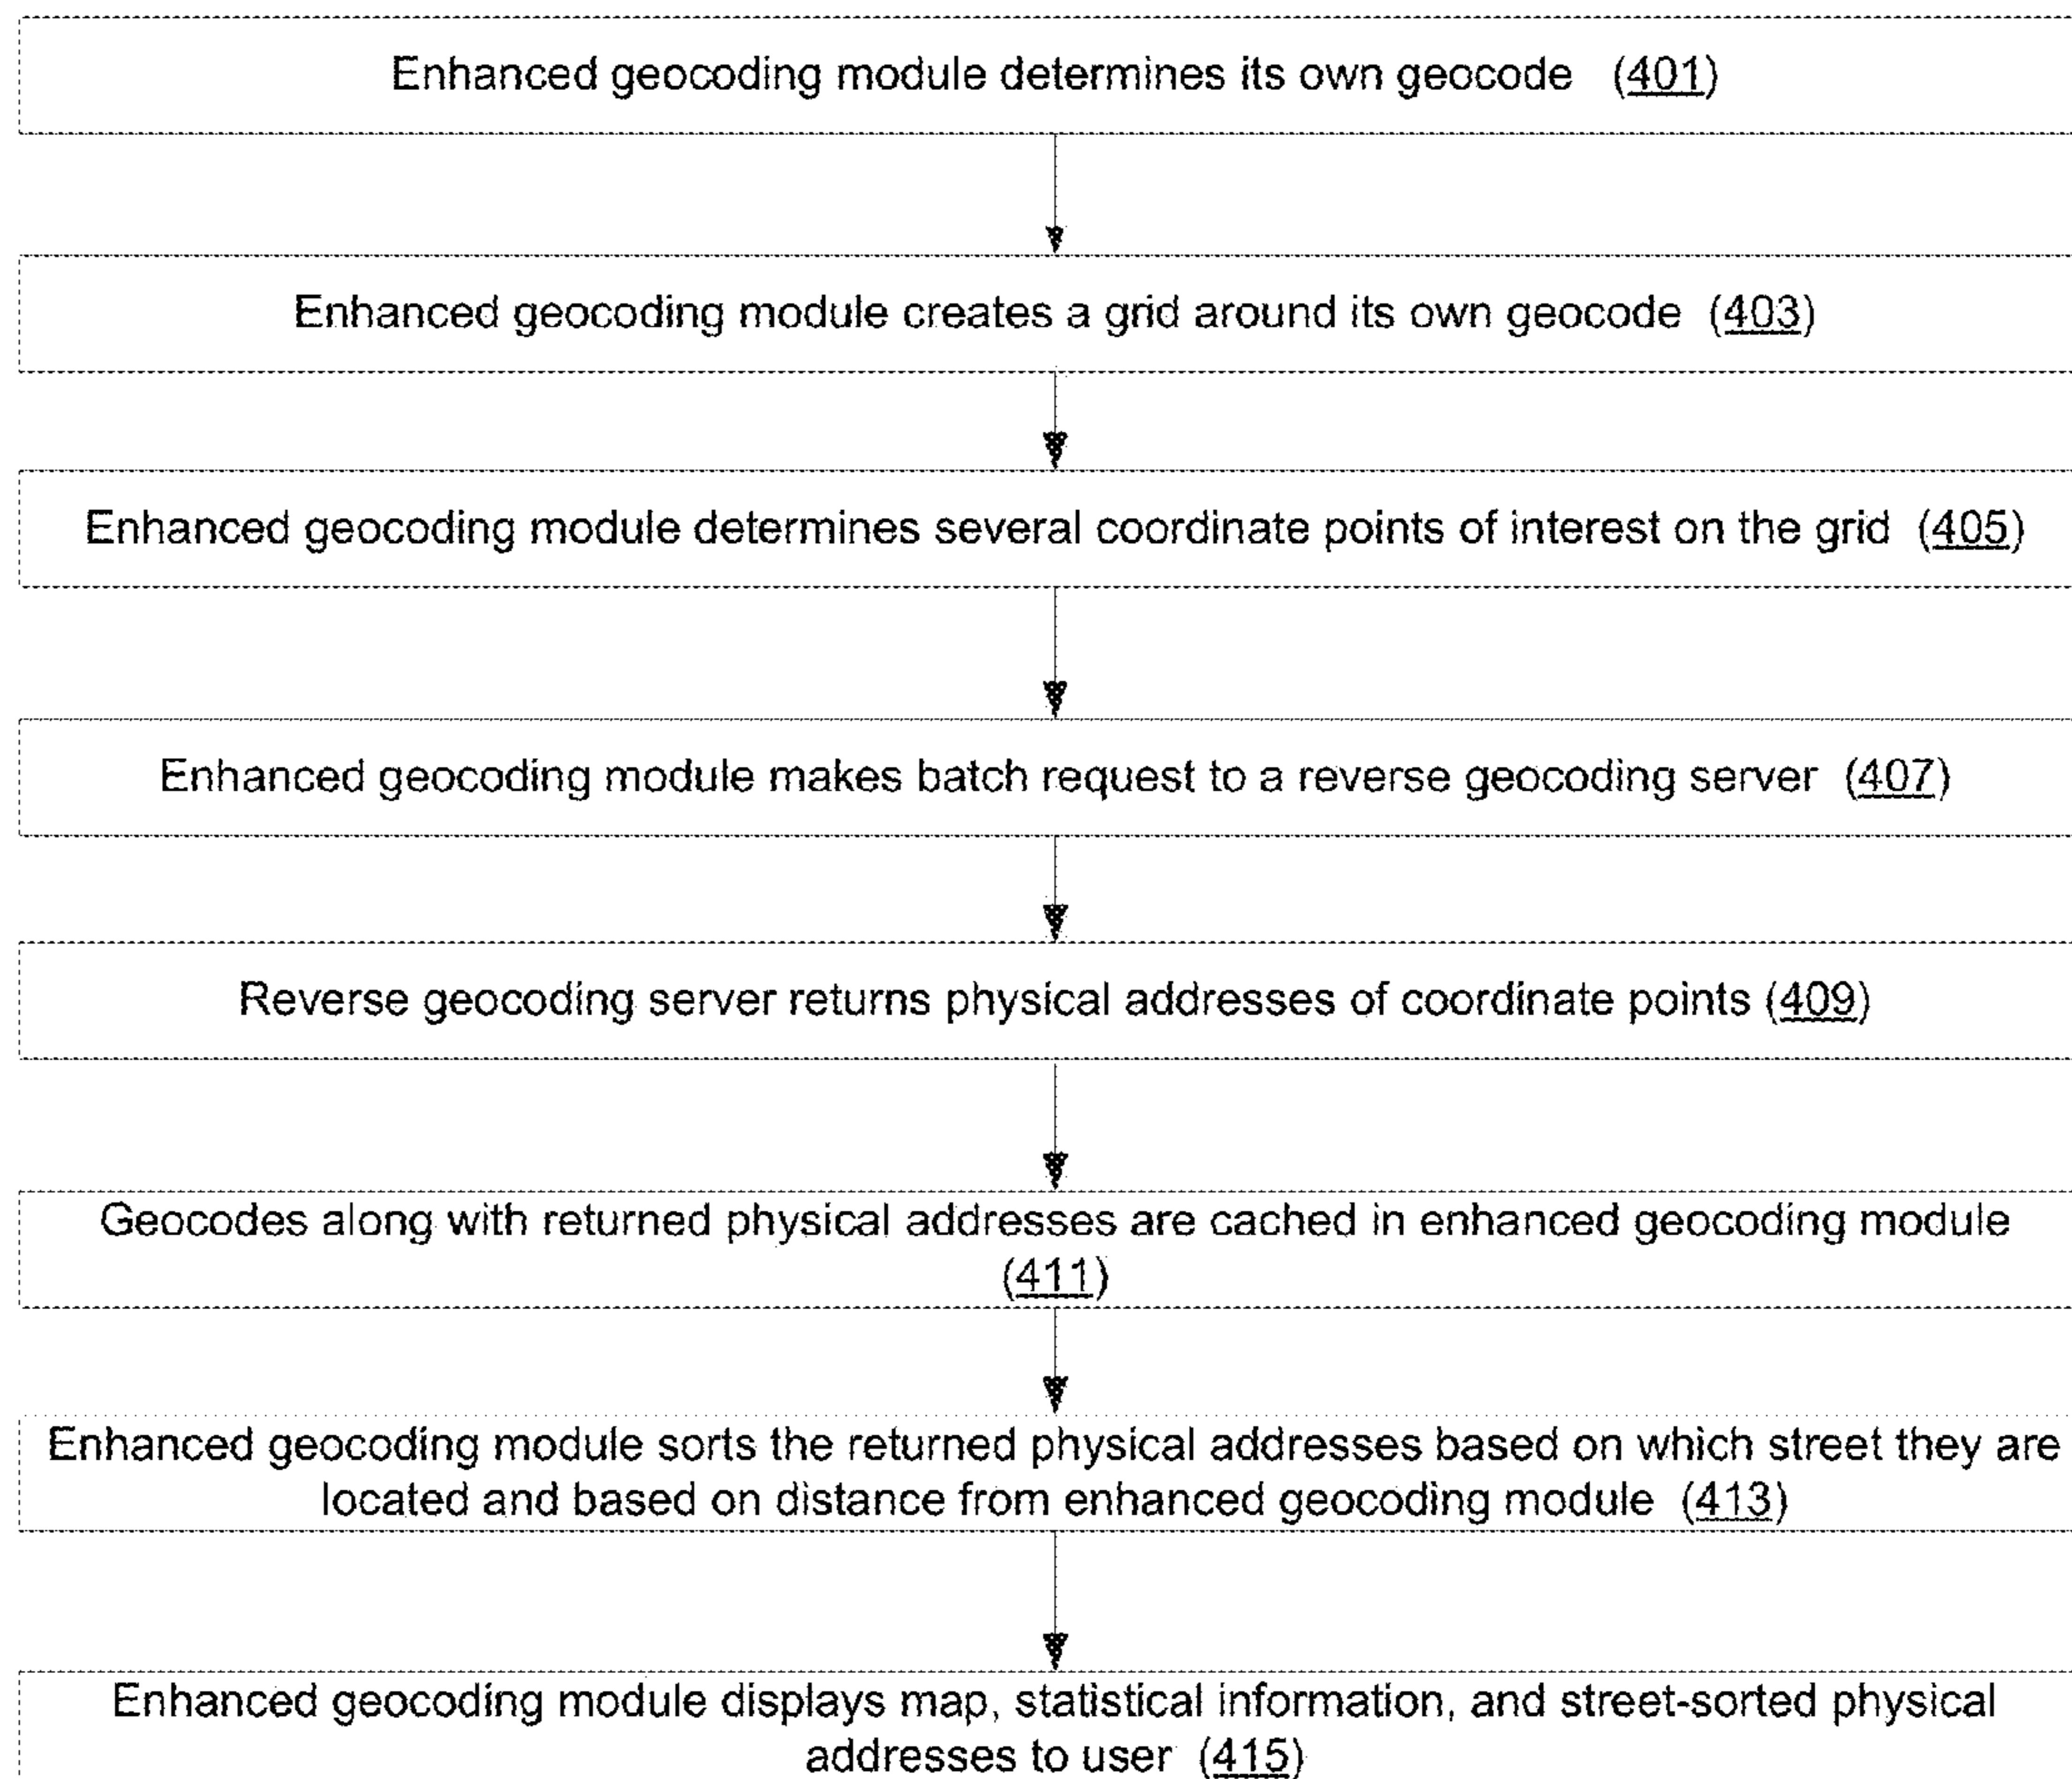 Enhanced geocoding module determines its own geocode (401)
Enhanced geocoding module creates a grid around its own geocode (403)
Enhanced geocoding module determines several coordinate points of interest on the grid (405)
Enhanced geocoding module makes batch request to a reverse geocoding server (407)
Reverse geocoding server returns physical addresses of coordinate points (409)
Geocodes along with returned physical addresses are cached in enhanced geocoding module
(411)
Enhanced geocoding module sorts the returned physical addresses based on which street they are
located and based on distance from enhanced geocoding module (413)
Enhanced geocoding module displays map, statistical information, and street-sorted physical
addresses to user (415)